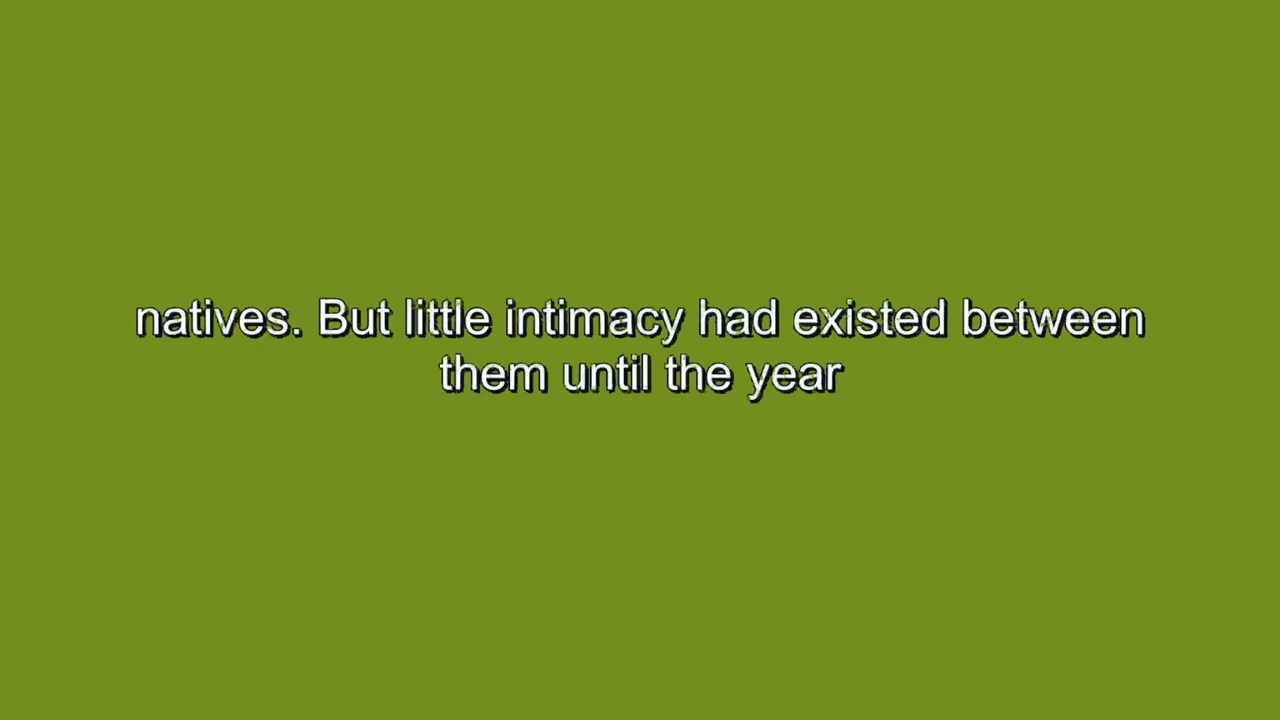 natives. But little intimacy had existed between
them until the year